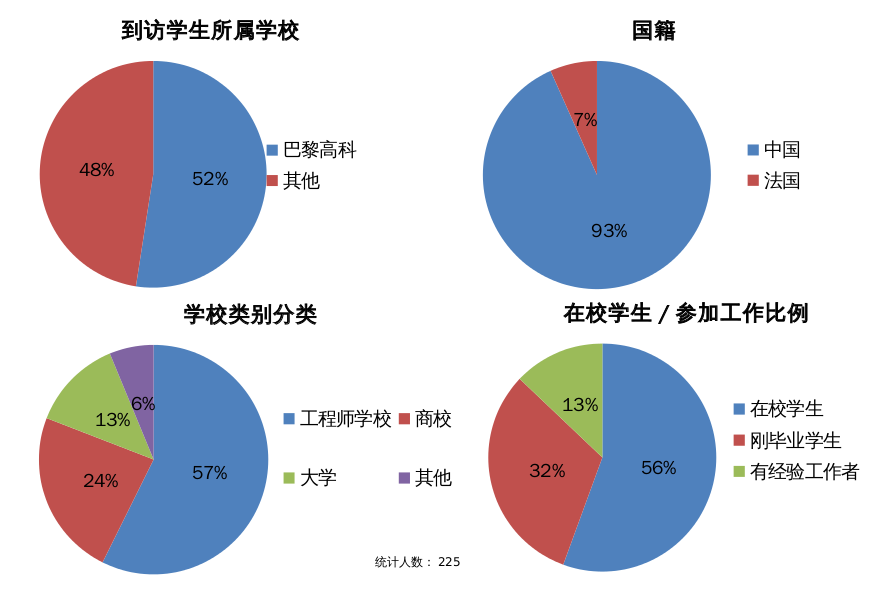 到访学生所属学校
48%
52%
巴黎高科
其他
国籍
7%
93%
中国
法国
学校类别分类
6%
13%
24%
57%
工程师学校 商校
大学 其他
在校学生 / 参加工作比例
13%
32%
56%
在校学生
刚毕业学生
有经验工作者
统计人数： 225